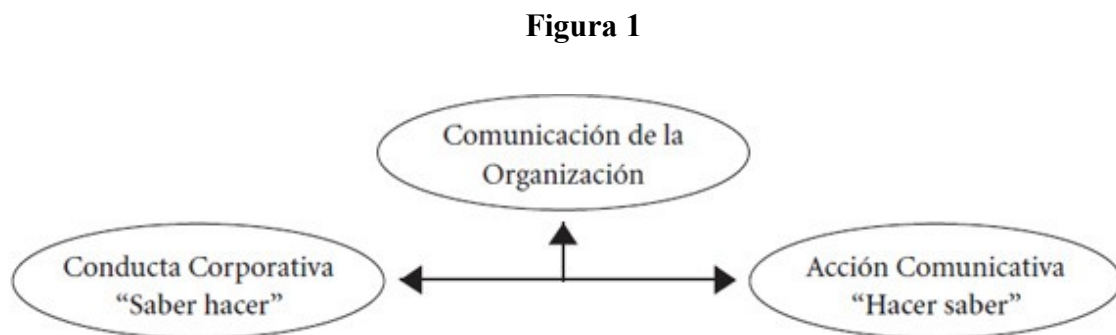 Figura 1
Comunicación de la
Organización
Conducta Corporativa
“Saber hacer”
Acción Comunicativa
“Hacer saber”